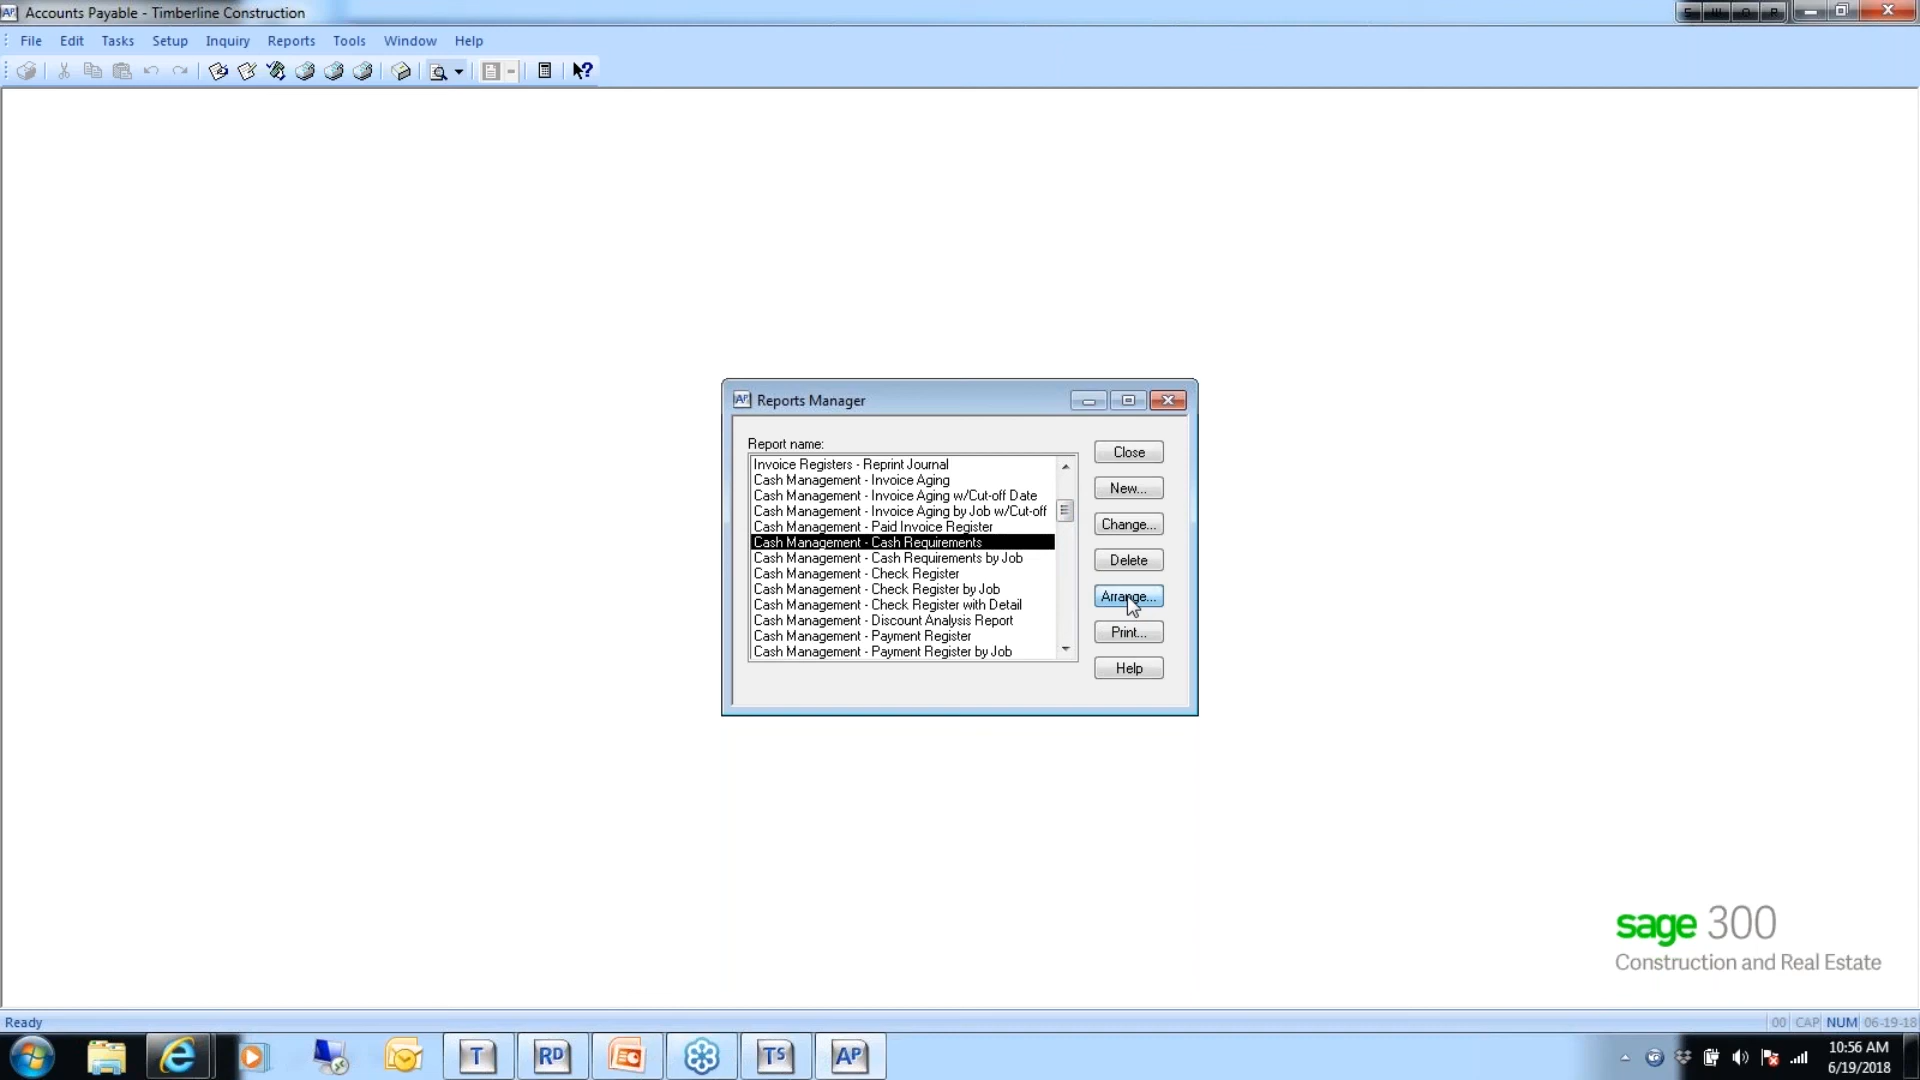 AP Accounts Payable - Timberline Construction
S W O R
File Edit Tasks Setup Inquiry Reports Tools Window Help
AP Reports Manager
Report name:
Invoice Registers - Reprint Journal
Cash Management - Invoice Aging
Cash Management - Invoice Aging w/Cut-off Date
Cash Management - Invoice Aging by Job w/Cut-off
Cash Management - Paid Invoice Register
Cash Management - Cash Requirements
Cash Management - Cash Requirements by Job
Cash Management - Check Register
Cash Management - Check Register by Job
Cash Management - Check Register with Detail
Cash Management - Discount Analysis Report
Cash Management - Payment Register
Cash Management - Payment Register by Job
Close
New...
Change...
Delete
Arrange...
Print...
Help
sage 300
Construction and Real Estate
Ready
00 CAP NUM 06-19-18
T RD TS AP
10:56 AM
6/19/2018